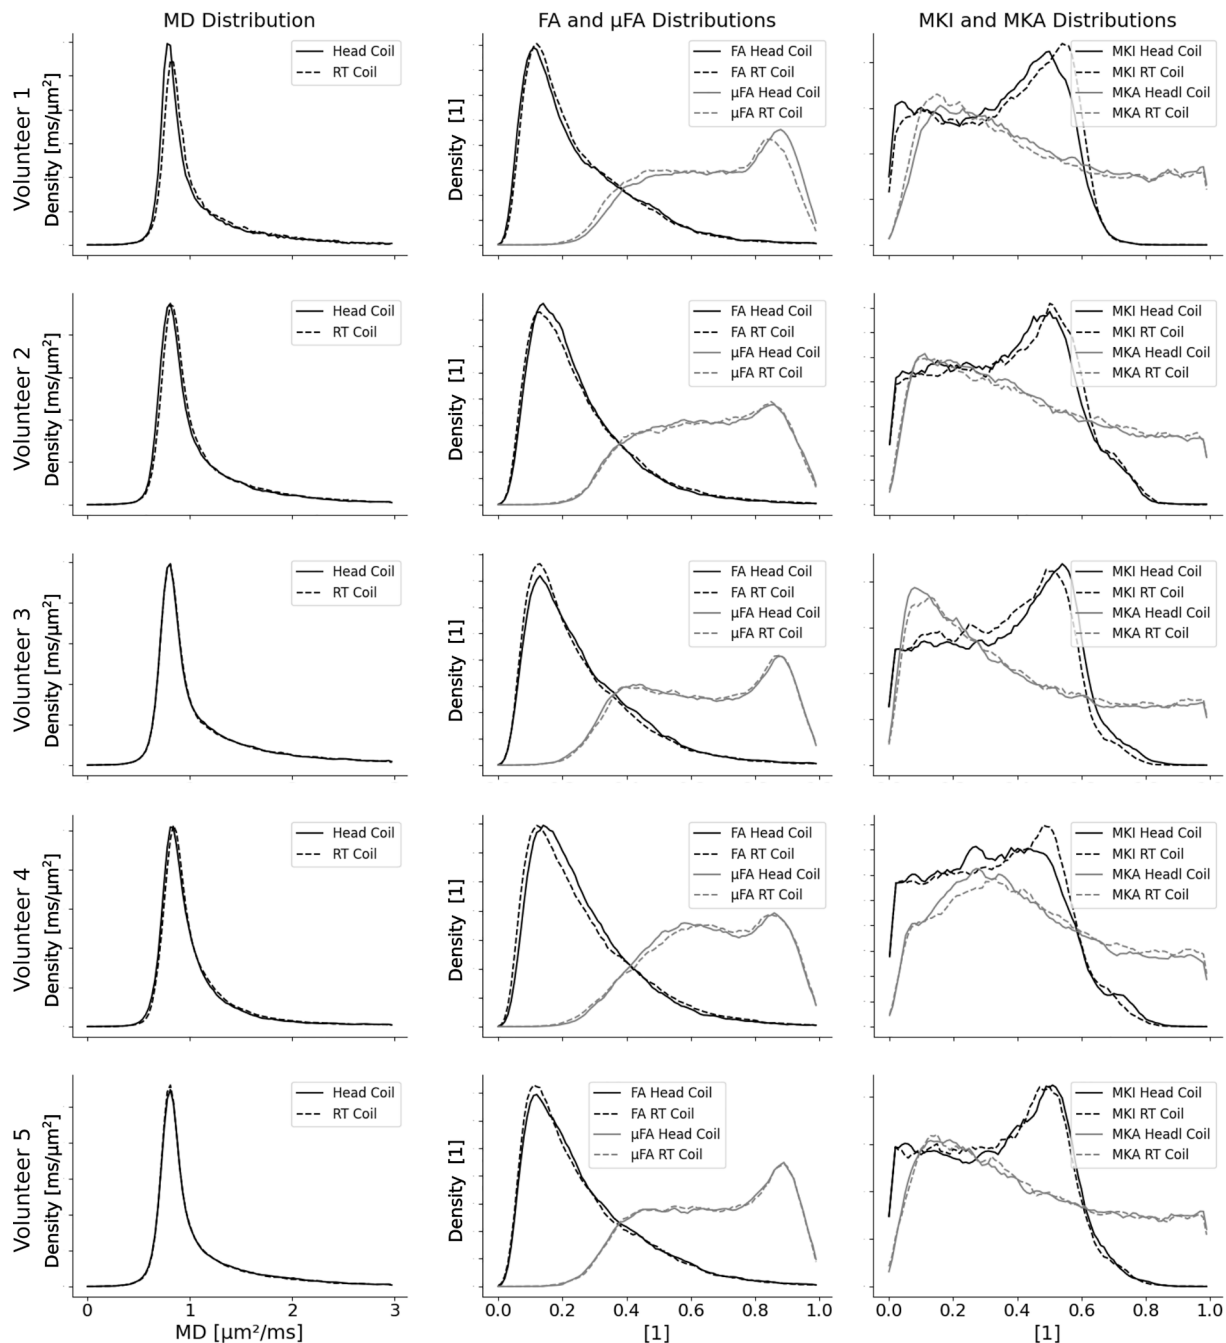 MD Distribution
FA and µFA Distributions
MKI and MKA Distributions
Volunteer 1
Density [ms/µm²]
Head Coil
RT Coil
Density [1]
FA Head Coil
FA RT Coil
µFA Head Coil
µFA RT Coil
MKI Head Coil
MKI RT Coil
MKA Headl Coil
MKA RT Coil
Volunteer 2
Density [ms/µm²]
Head Coil
RT Coil
Density [1]
FA Head Coil
FA RT Coil
µFA Head Coil
µFA RT Coil
MKI Head Coil
MKI RT Coil
MKA Headl Coil
MKA RT Coil
Volunteer 3
Density [ms/µm²]
Head Coil
RT Coil
Density [1]
FA Head Coil
FA RT Coil
µFA Head Coil
µFA RT Coil
MKI Head Coil
MKI RT Coil
MKA Headl Coil
MKA RT Coil
Volunteer 4
Density [ms/µm²]
Head Coil
RT Coil
Density [1]
FA Head Coil
FA RT Coil
µFA Head Coil
µFA RT Coil
MKI Head Coil
MKI RT Coil
MKA Headl Coil
MKA RT Coil
Volunteer 5
Density [ms/µm²]
Head Coil
RT Coil
Density [1]
FA Head Coil
FA RT Coil
µFA Head Coil
µFA RT Coil
MKI Head Coil
MKI RT Coil
MKA Headl Coil
MKA RT Coil
0 1 2 3
MD [µm²/ms]
0.0 0.2 0.4 0.6 0.8 1.0
[1]
0.0 0.2 0.4 0.6 0.8 1.0
[1]